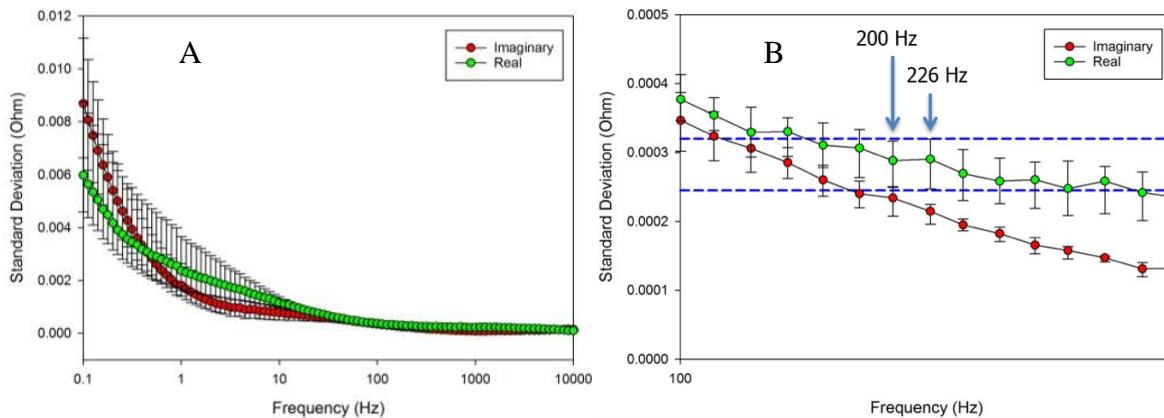 A
Imaginary
Real
Standard Deviation (Ohm)
0.012
0.010
0.008
0.006
0.004
0.002
0.000
0.1
1
10
100
1000
10000
Frequency (Hz)
B
200 Hz
226 Hz
Imaginary
Real
Standard Deviation (Ohm)
0.0005
0.0004
0.0003
0.0002
0.0001
0.0000
100
Frequency (Hz)